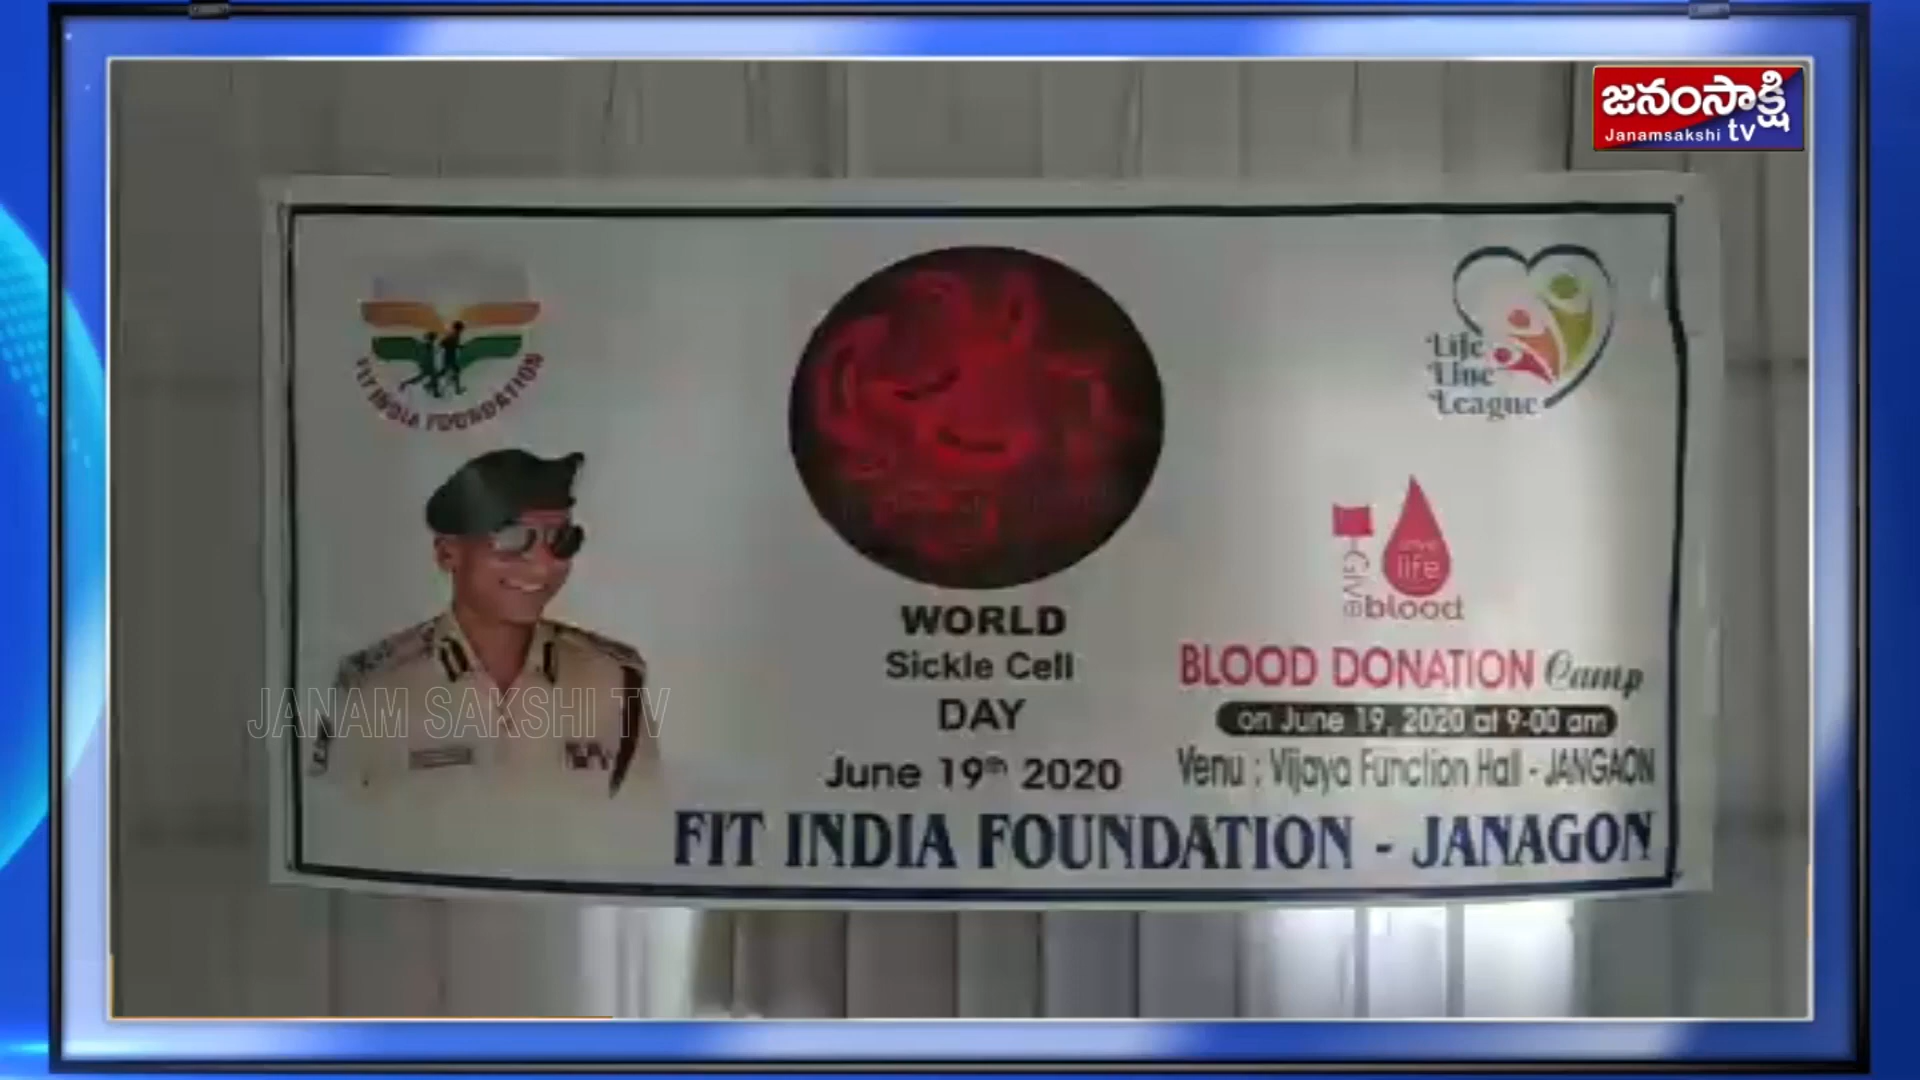 జనంసాక్షి
Janamsakshi tv
FIT INDIA FOUNDATION
Life
Line
League
Give
save
life
blood
WORLD
Sickle Cell
DAY
June 19th 2020
BLOOD DONATION Camp
on June 19, 2020 at 9-00 am
Venu : Vijaya Function Hall - JANGAON
FIT INDIA FOUNDATION - JANAGON
JANAM SAKSHI TV